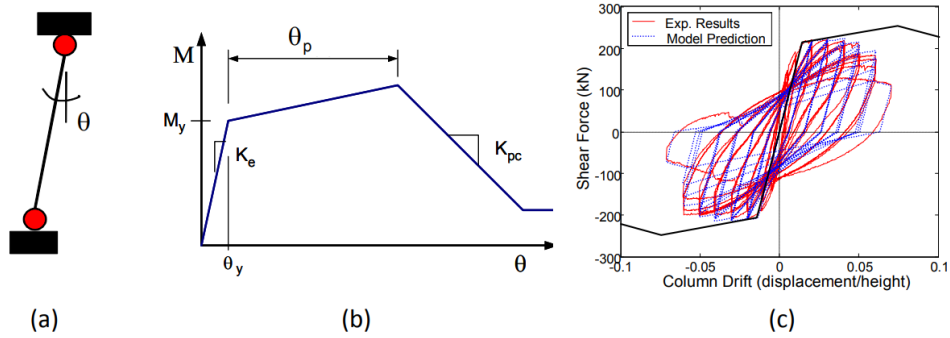 θ
(a)
M
θp
My
Ke
Kpc
θy
θ
(b)
Exp. Results
Model Prediction
Shear Force (kN)
300
200
100
0
100
-200
300
-0.1
-0.05
0
0.05
0.1
Column Drift (displacement/height)
(c)